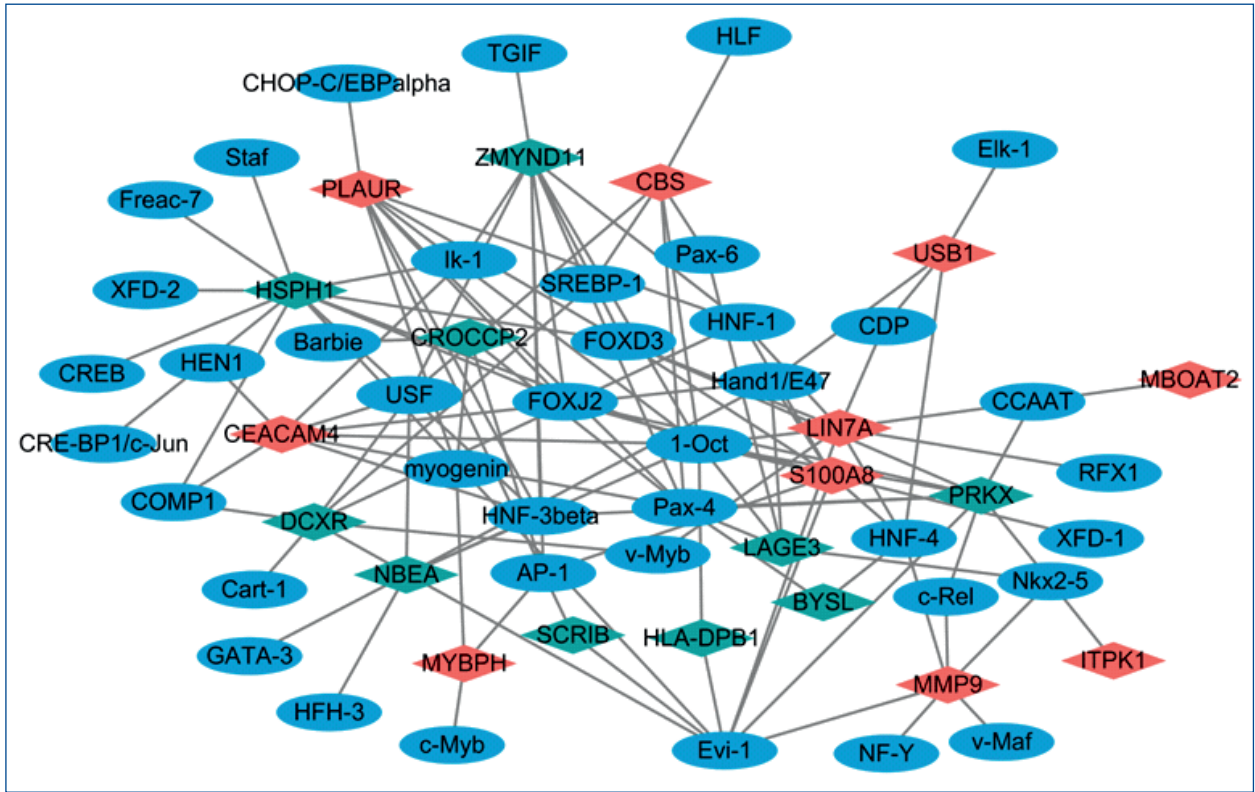 HLF
TGIF
CHOP-C/EBPalpha
Elk-1
Staf
ZMYND11
CBS
PLAUR
Freac-7
USB1
Ik-1
Pax-6
SREBP-1
XFD-2
HSPH1
HNF-1
CDP
Barbie
CROCCP2
FOXD3
HEN1
CREB
Hand1/E47
MBOAT2
USF
FOXJ2
CCAAT
CRE-BP1/c-Jun
CEACAM4
1-Oct
LIN7A
myogenin
S100A8
RFX1
COMP1
PRKX
DCXR
HNF-3beta
Pax-4
HNF-4
XFD-1
v-Myb
LAGE3
Cart-1
NBEA
AP-1
Nkx2-5
BYSL
c-Rel
SCRIB
HLA-DPB1
GATA-3
MYBPH
ITPK1
MMP9
HFH-3
c-Myb
Evi-1
NF-Y
v-Maf